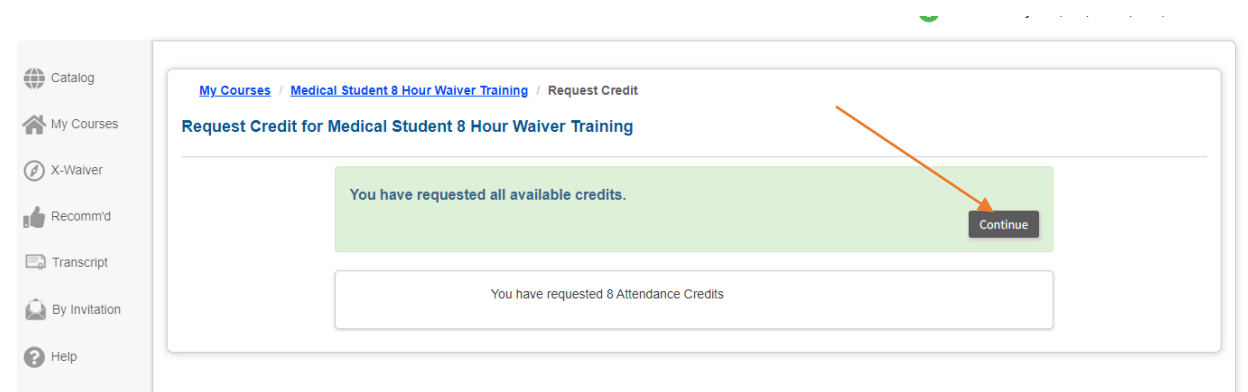 Catalog
My Courses
X-Waiver
Recomm'd
Transcript
By Invitation
Help
My Courses / Medical Student 8 Hour Waiver Training / Request Credit
Request Credit for Medical Student 8 Hour Waiver Training
You have requested all available credits.
Continue
You have requested 8 Attendance Credits